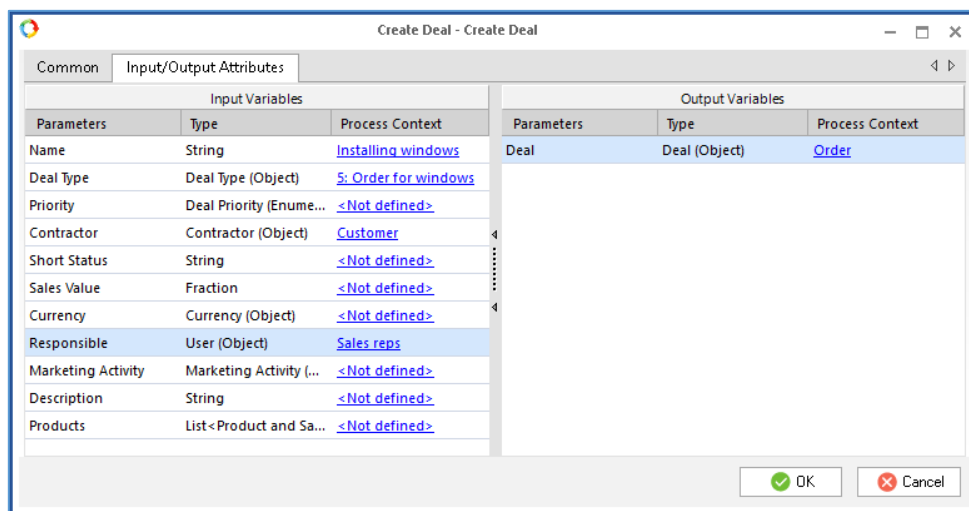 Create Deal - Create Deal
Common Input/Output Attributes
Input Variables Output Variables
Parameters Type Process Context Parameters Type Process Context
Name String Installing windows Deal Deal (Object) Order
Deal Type Deal Type (Object) 5: Order for windows
Priority Deal Priority (Enume... <Not defined>
Contractor Contractor (Object) Customer
Short Status String <Not defined>
Sales Value Fraction <Not defined>
Currency Currency (Object) <Not defined>
Responsible User (Object) Sales reps
Marketing Activity Marketing Activity (... <Not defined>
Description String <Not defined>
Products List<Product and Sa... <Not defined>
OK Cancel